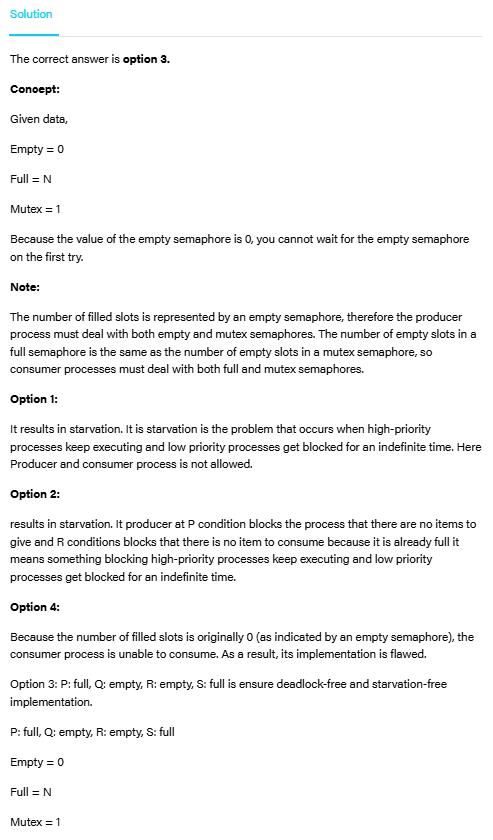 Solution
The correct answer is option 3.
Concept:
Given data,
Empty = 0
Full = N
Mutex = 1
Because the value of the empty semaphore is 0, you cannot wait for the empty semaphore
on the first try.
Note:
The number of filled slots is represented by an empty semaphore, therefore the producer
process must deal with both empty and mutex semaphores. The number of empty slots in a
full semaphore is the same as the number of empty slots in a mutex semaphore, so
consumer processes must deal with both full and mutex semaphores.
Option 1:
It results in starvation. It is starvation is the problem that occurs when high-priority
processes keep executing and low priority processes get blocked for an indefinite time. Here
Producer and consumer process is not allowed.
Option 2:
results in starvation. It producer at P condition blocks the process that there are no items to
give and R conditions blocks that there is no item to consume because it is already full it
means something blocking high-priority processes keep executing and low priority
processes get blocked for an indefinite time.
Option 4:
Because the number of filled slots is originally 0 (as indicated by an empty semaphore), the
consumer process is unable to consume. As a result, its implementation is flawed.
Option 3: P: full, Q: empty, R: empty, S: full is ensure deadlock-free and starvation-free
implementation.
P: full, Q: empty, R: empty, S: full
Empty = 0
Full = N
Mutex = 1